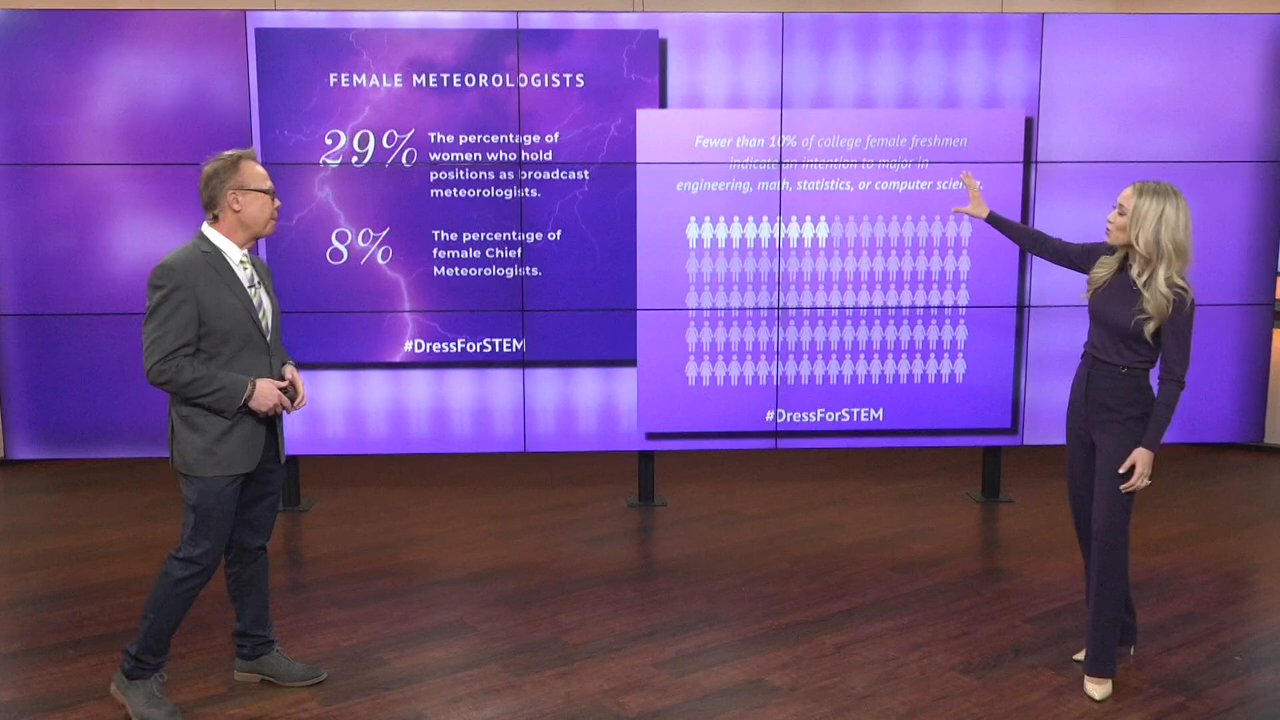 FEMALE METEOROLOGISTS
29%
The percentage of
women who hold
positions as broadcast
meteorologists.
8%
The percentage of
female Chief
Meteorologists.
#DressForSTEM
Fewer than 10% of college female freshmen
indicate an intention to major in
engineering, math, statistics, or computer science.
#DressForSTEM